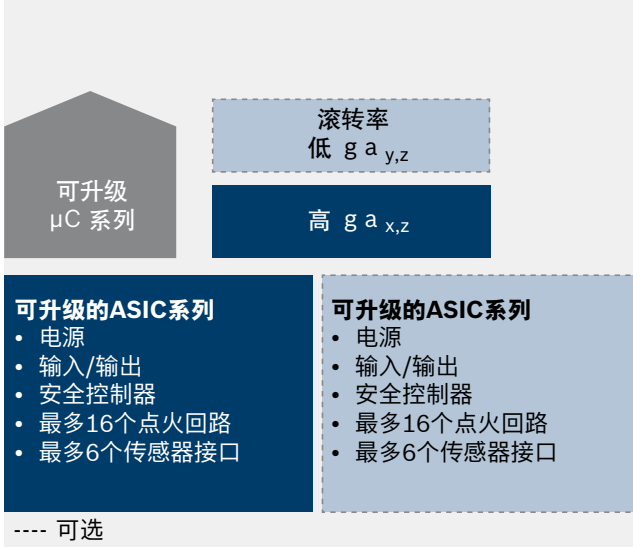 滚转率
低 g a y,z
可升级
µC 系列
高 g a x,z
可升级的ASIC系列
• 电源
• 输入/输出
• 安全控制器
• 最多16个点火回路
• 最多6个传感器接口
可升级的ASIC系列
• 电源
• 输入/输出
• 安全控制器
• 最多16个点火回路
• 最多6个传感器接口
---- 可选